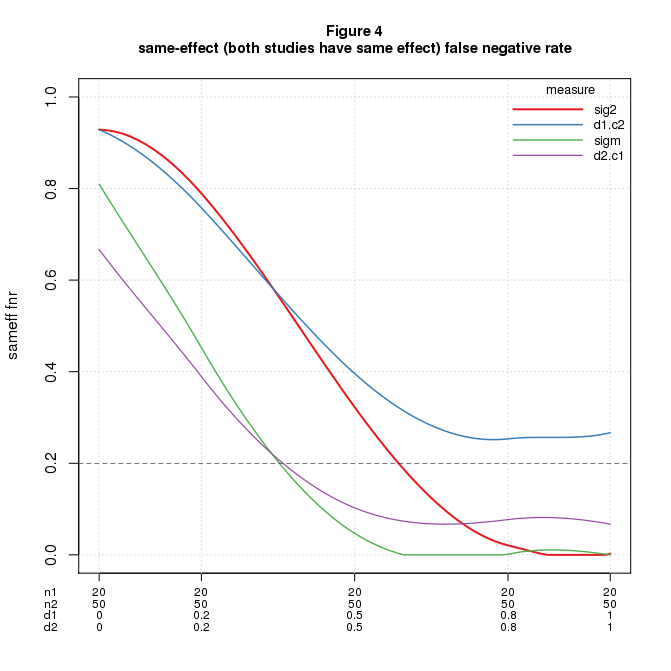 Figure 4
same-effect (both studies have same effect) false negative rate
measure
sig2
d1.c2
sigm
d2.c1
sameff fnr
1.0
0.8
0.6
0.4
0.2
0.0
n1 20 20 20 20 20
n2 50 50 50 50 50
d1 0 0.2 0.5 0.8 1
d2 0 0.2 0.5 0.8 1